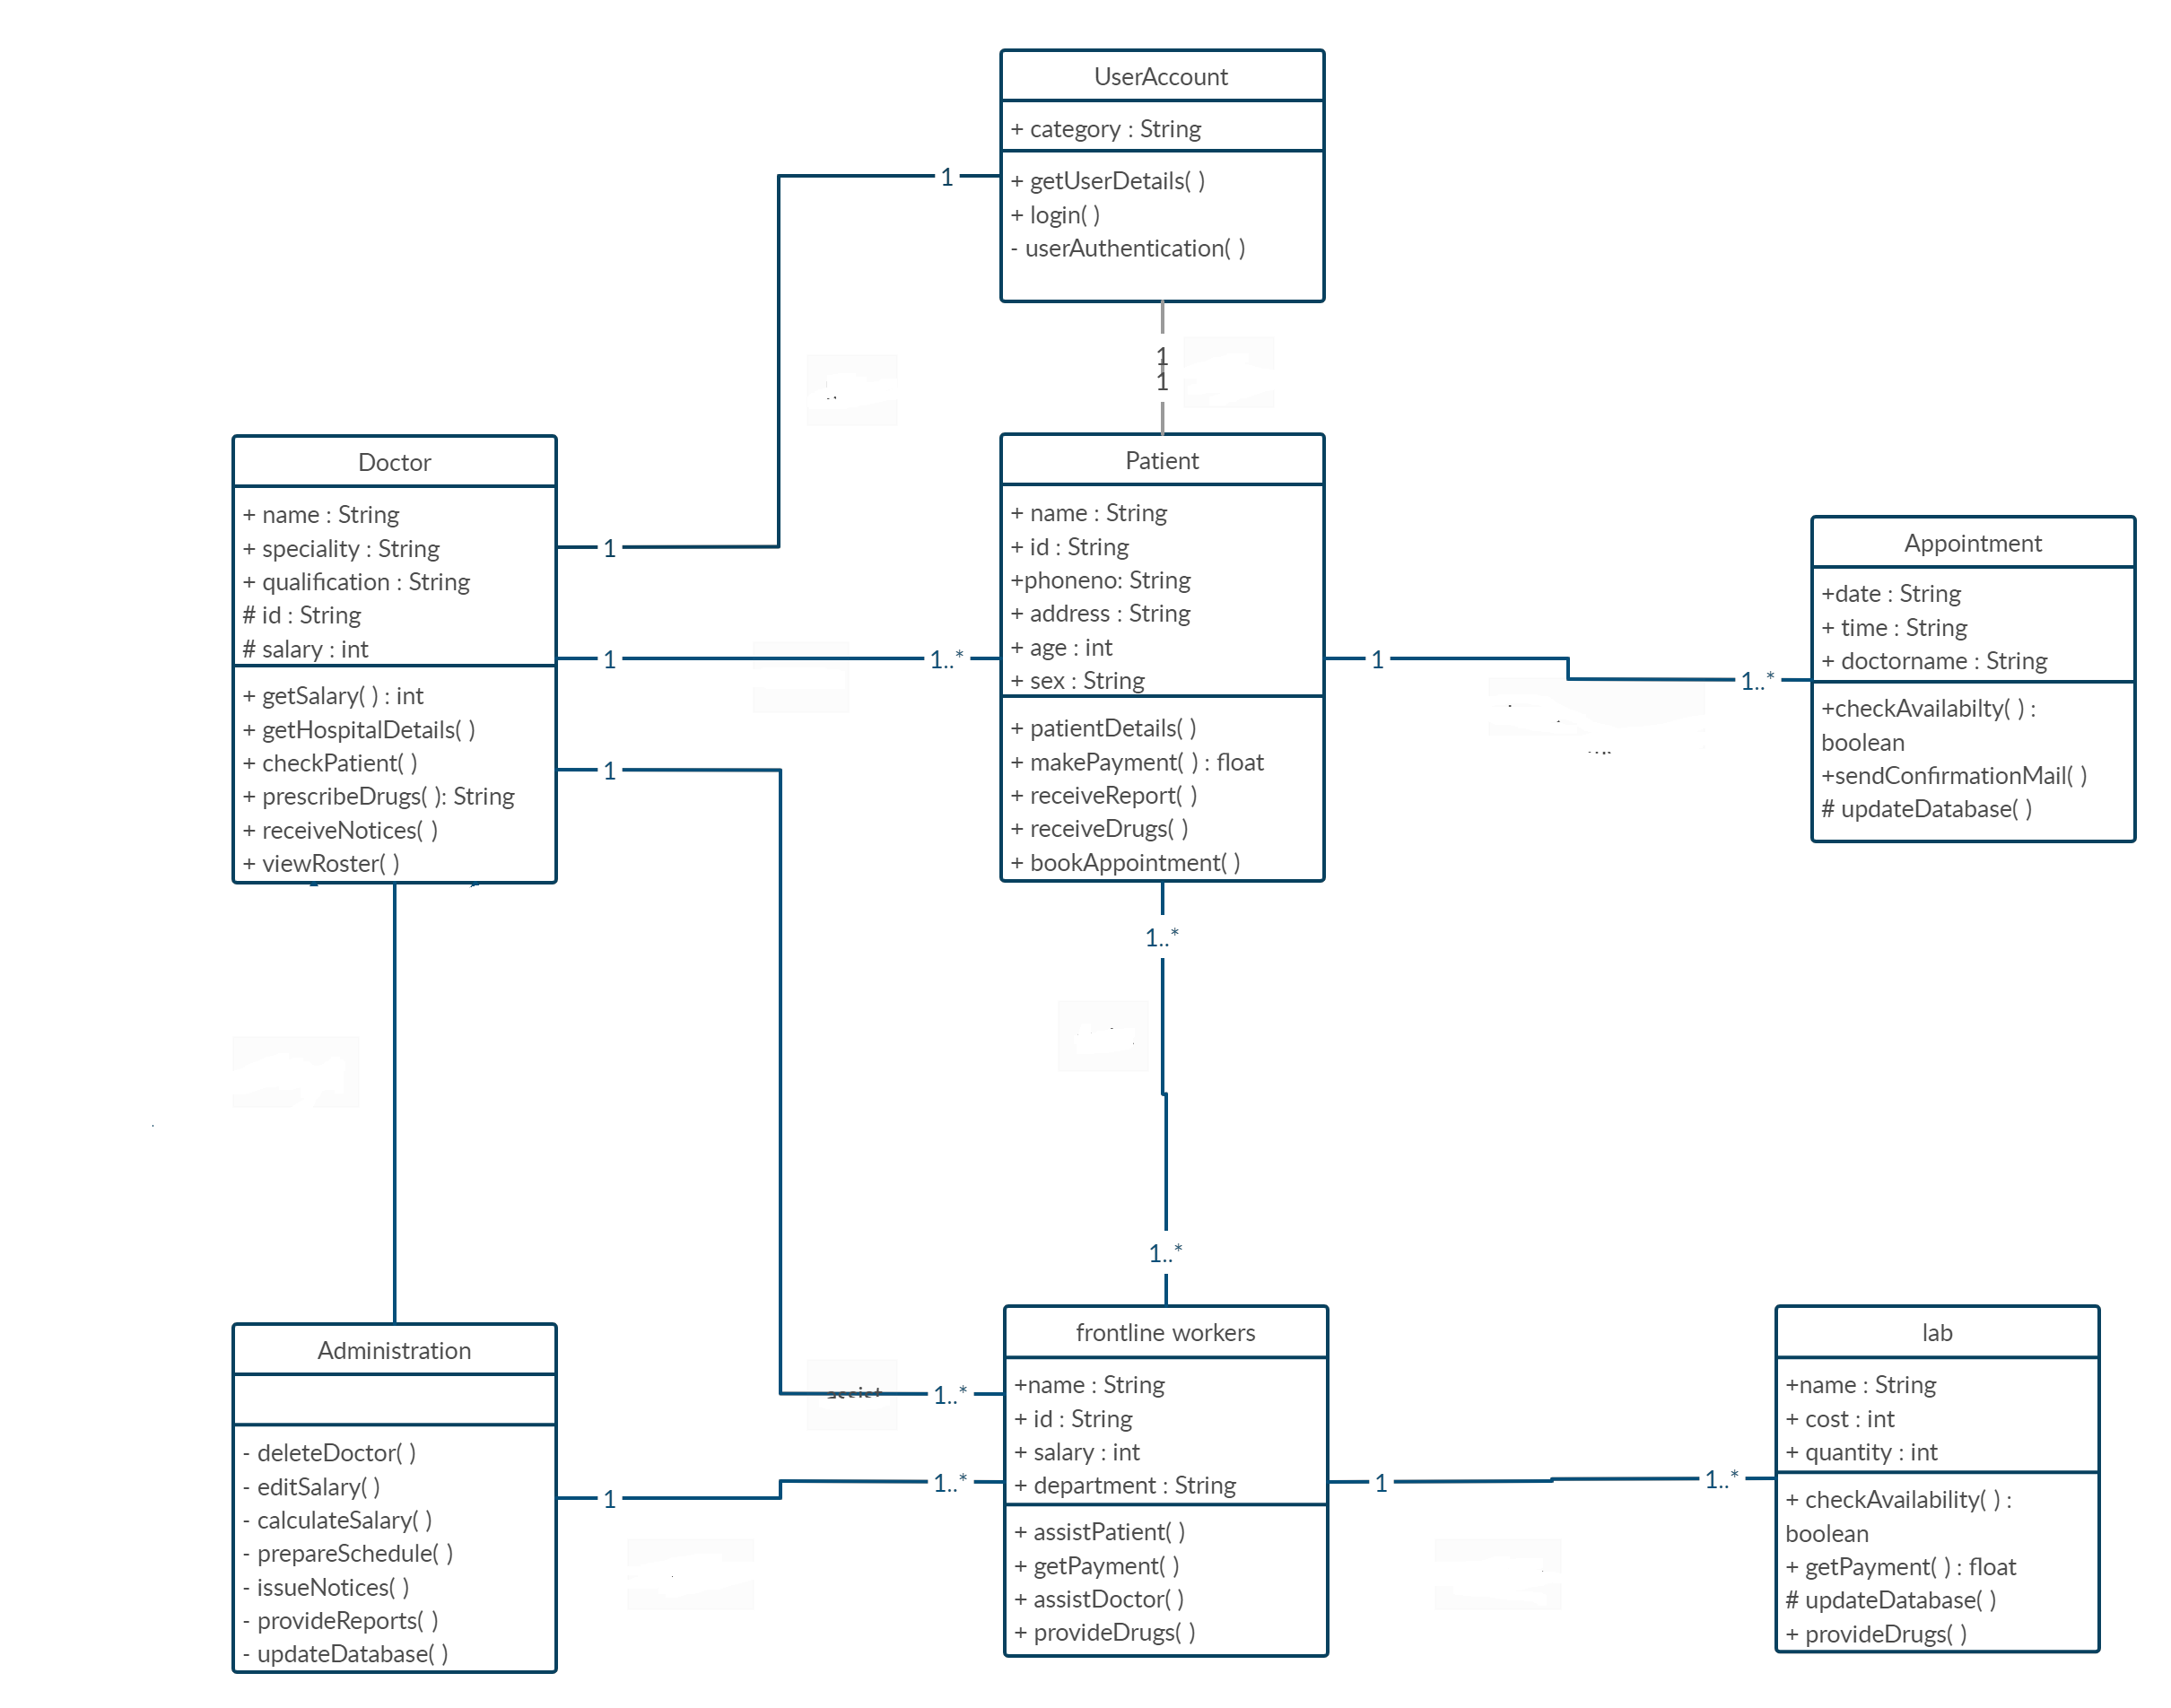 UserAccount
+ category : String
+ getUserDetails( )
+ login( )
- userAuthentication( )
1
1
1
1
Doctor
+ name : String
+ speciality : String
+ qualification : String
# id : String
# salary : int
+ getSalary( ) : int
+ getHospitalDetails( )
+ checkPatient( )
+ prescribeDrugs( ): String
+ receiveNotices( )
+ viewRoster( )
1
1..*
1
Patient
+ name : String
+ id : String
+phoneno: String
+ address : String
+ age : int
+ sex : String
+ patientDetails( )
+ makePayment( ) : float
+ receiveReport( )
+ receiveDrugs( )
+ bookAppointment( )
1
1..*
Appointment
+date : String
+ time : String
+ doctorname : String
+checkAvailabilty( ) :
boolean
+sendConfirmationMail( )
# updateDatabase( )
1..*
1..*
Administration
- deleteDoctor( )
- editSalary( )
- calculateSalary( )
- prepareSchedule( )
- issueNotices( )
- provideReports( )
- updateDatabase( )
1..*
1
1..*
frontline workers
+name : String
+ id : String
+ salary : int
+ department : String
+ assistPatient( )
+ getPayment( )
+ assistDoctor( )
+ provideDrugs( )
1
1..*
lab
+name : String
+ cost : int
+ quantity : int
+ checkAvailability( ) :
boolean
+ getPayment( ) : float
# updateDatabase( )
+ provideDrugs( )